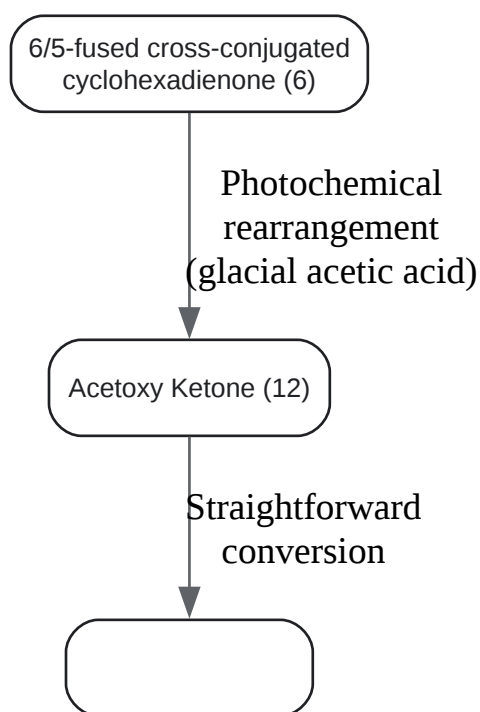 6/5-fused cross-conjugated
cyclohexadienone (6)
Photochemical
rearrangement
(glacial acetic acid)
Acetoxy Ketone (12)
Straightforward
conversion